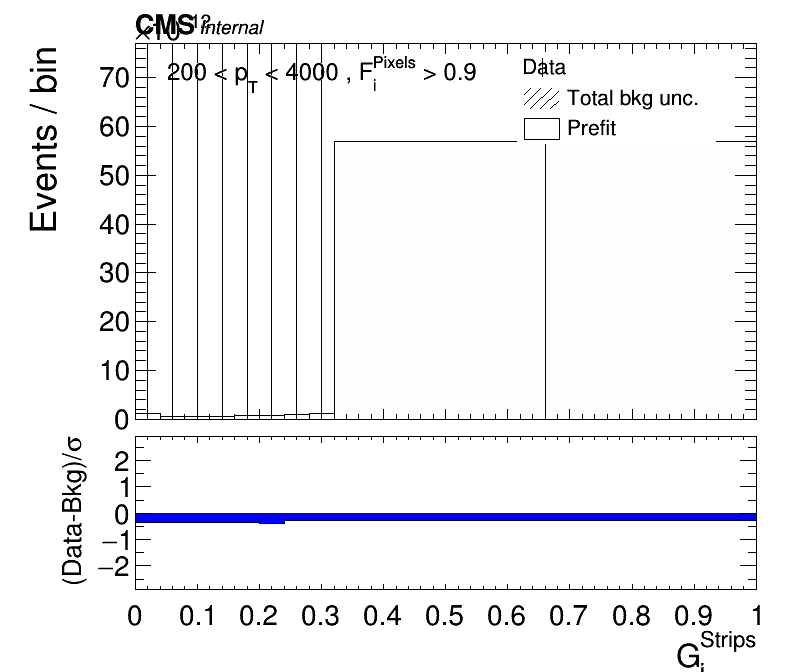 CMS Internal
×10¹²
Events / bin
200 < p_T < 4000 , F_i^Pixels > 0.9
Data
Total bkg unc.
Prefit
70
60
50
40
30
20
10
0
(Data-Bkg)/σ
2
1
0
−1
−2
0 0.1 0.2 0.3 0.4 0.5 0.6 0.7 0.8 0.9 1
G_i^Strips